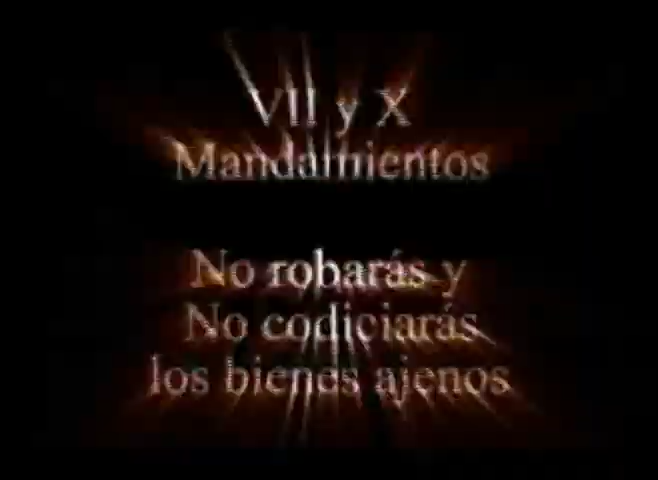 VII y X
Mandamientos
No robarás y
No codiciarás
los bienes ajenos